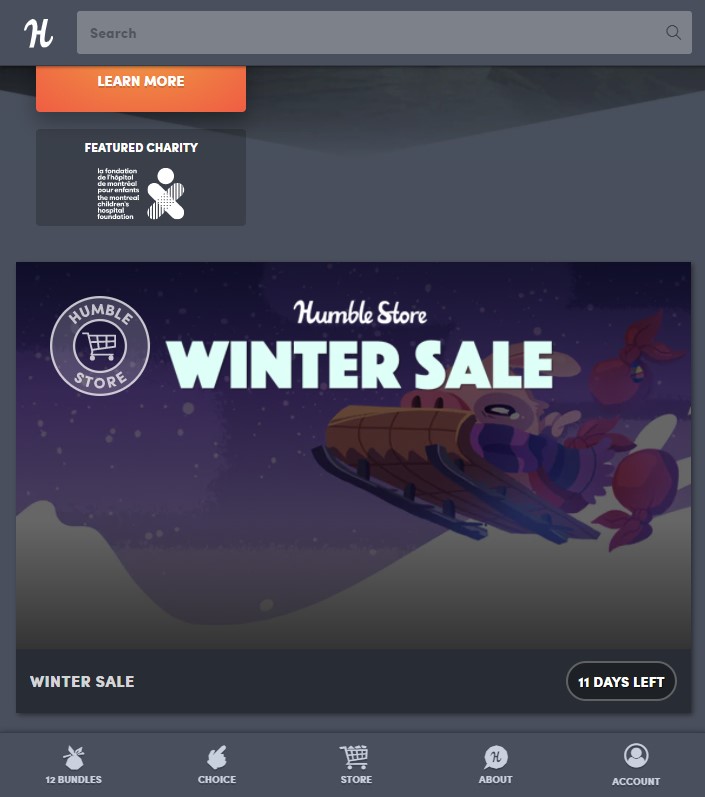 H
Search
LEARN MORE
FEATURED CHARITY
la fondation
de l'hôpital
de montréal
pour enfants
the montreal
children's
hospital
foundation
HUMBLE
STORE
Humble Store
WINTER SALE
WINTER SALE
11 DAYS LEFT
H
12 BUNDLES
CHOICE
STORE
ABOUT
ACCOUNT